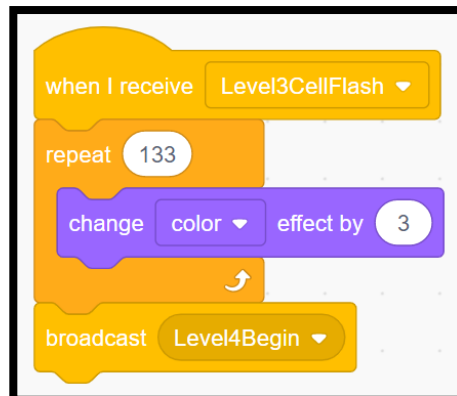 when I receive Level3CellFlash
repeat 133
change color effect by 3
broadcast Level4Begin